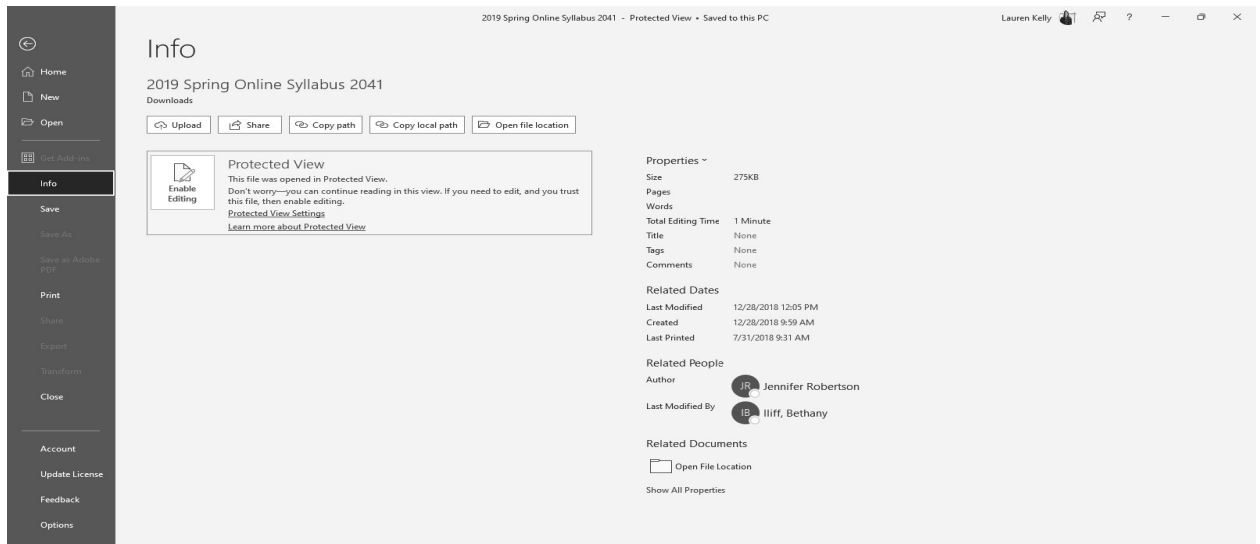 2019 Spring Online Syllabus 2041 - Protected View • Saved to this PC
Lauren Kelly
?
Info
Home
New
Open
Get Add-ins
Info
Save
Save As
Save as Adobe
PDF
Print
Share
Export
Transform
Close
Account
Update License
Feedback
Options
2019 Spring Online Syllabus 2041
Downloads
Upload
Share
Copy path
Copy local path
Open file location
Enable
Editing
Protected View
This file was opened in Protected View.
Don't worry—you can continue reading in this view. If you need to edit, and you trust
this file, then enable editing.
Protected View Settings
Learn more about Protected View
Properties
Size 275KB
Pages
Words
Total Editing Time 1 Minute
Title None
Tags None
Comments None
Related Dates
Last Modified 12/28/2018 12:05 PM
Created 12/28/2018 9:59 AM
Last Printed 7/31/2018 9:31 AM
Related People
Author JR Jennifer Robertson
Last Modified By IB Iliff, Bethany
Related Documents
Open File Location
Show All Properties